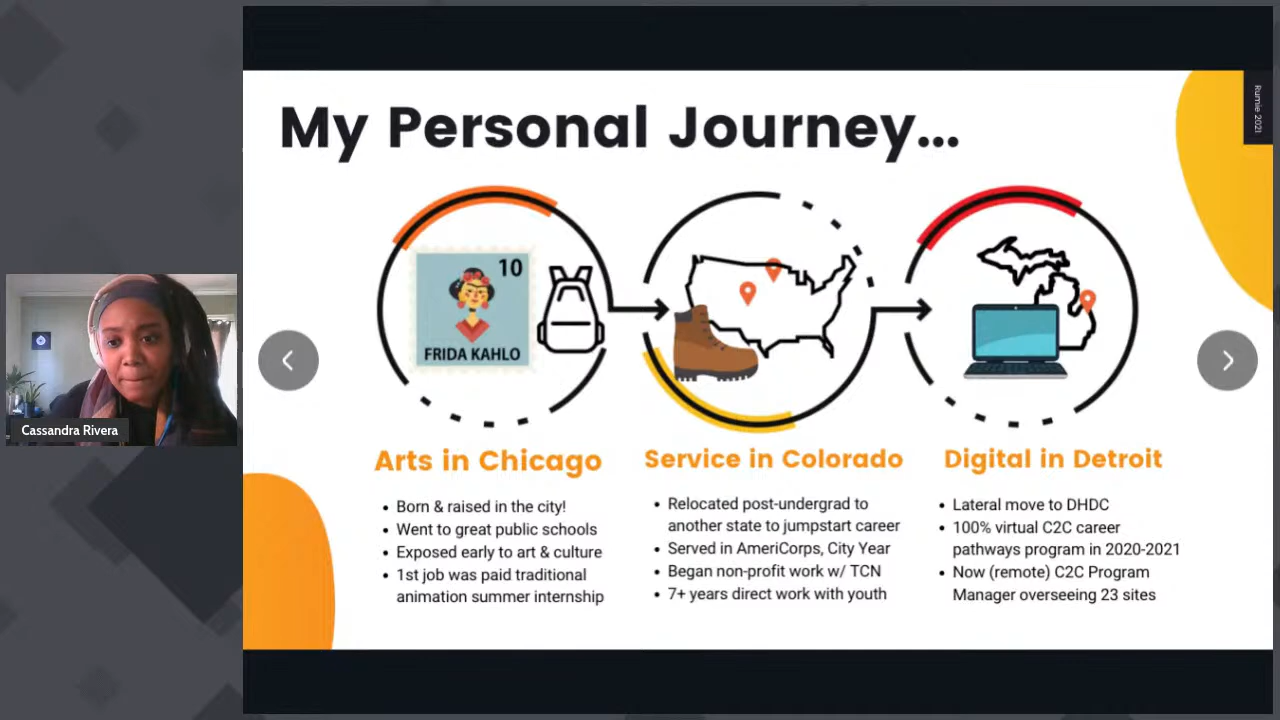 My Personal Journey...
Rumie 2021
10
FRIDA KAHLO
Cassandra Rivera
Arts in Chicago
• Born & raised in the city!
• Went to great public schools
• Exposed early to art & culture
• 1st job was paid traditional
animation summer internship
Service in Colorado
• Relocated post-undergrad to
another state to jumpstart career
• Served in AmeriCorps, City Year
• Began non-profit work w/ TCN
• 7+ years direct work with youth
Digital in Detroit
• Lateral move to DHDC
• 100% virtual C2C career
pathways program in 2020-2021
• Now (remote) C2C Program
Manager overseeing 23 sites